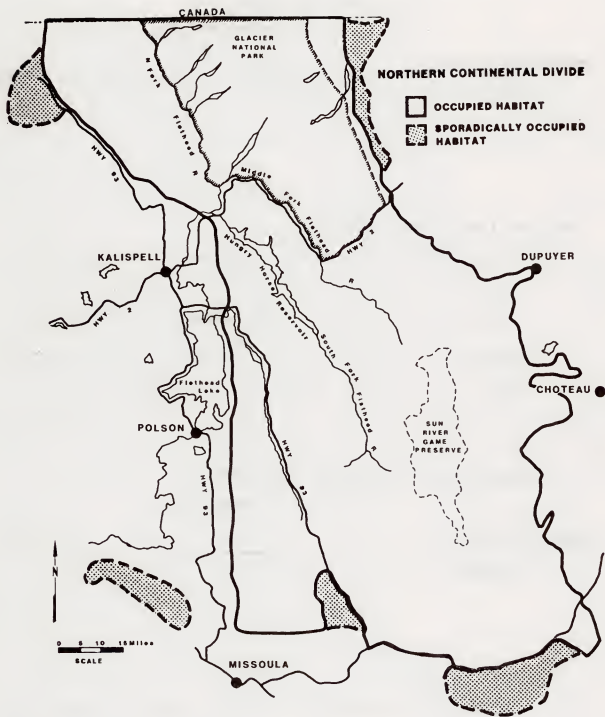 CANADA
GLACIER
NATIONAL
PARK
NORTHERN CONTINENTAL DIVIDE
OCCUPIED HABITAT
SPORADICALLY OCCUPIED
HABITAT
N Fork Flathead R
HWY 93
Middle Fork Flathead
R
HWY 2
KALISPELL
HWY 2
Hungry Horse Reservoir
South Fork Flathead R
DUPUYER
CHOTEAU
Flathead
Lake
SUN
RIVER
GAME
PRESERVE
POLSON
HWY 93
HWY 93
N
0 5 10 15 Miles
SCALE
MISSOULA